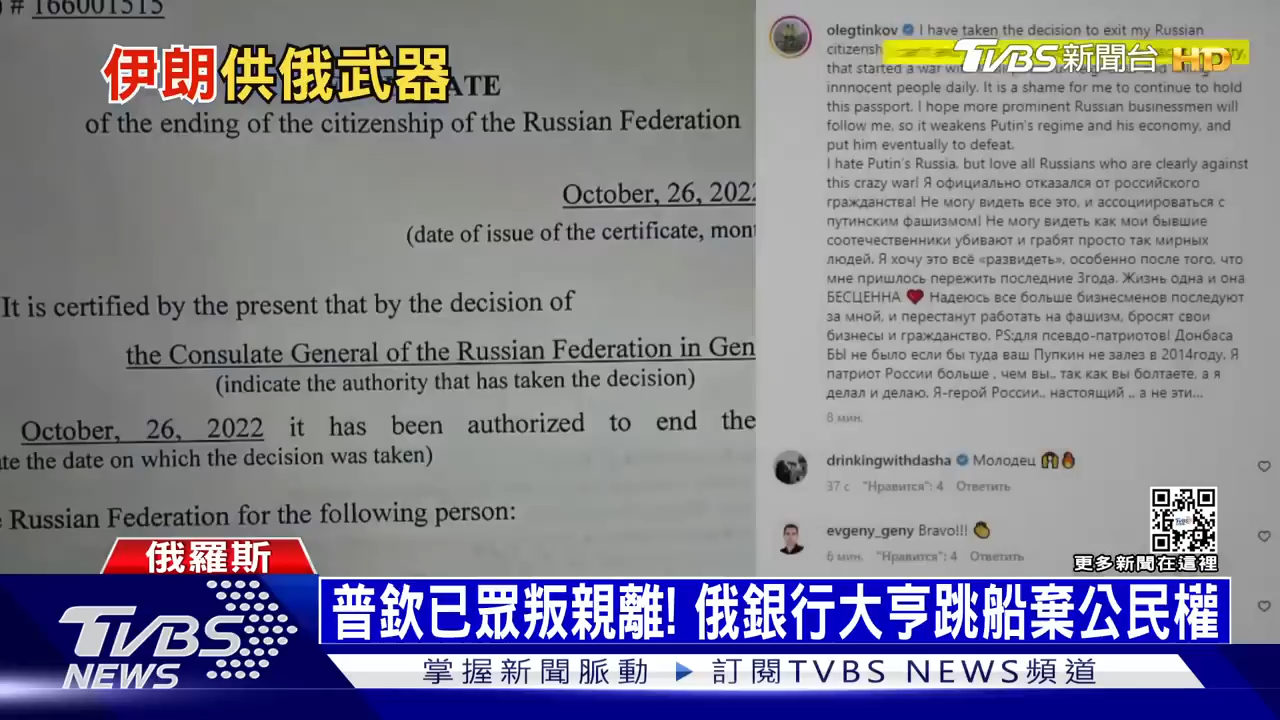 # 166001515
伊朗供俄武器
ATE
of the ending of the citizenship of the Russian Federation
October, 26, 202
(date of issue of the certificate, mon
It is certified by the present that by the decision of
the Consulate General of the Russian Federation in Gen
(indicate the authority that has taken the decision)
October, 26, 2022 it has been authorized to end the
te the date on which the decision was taken)
Russian Federation for the following person:
olegtinkov I have taken the decision to exit my Russian
citizensh
TVBS新聞台 HD
that started a war wi
innnocent people daily. It is a shame for me to continue to hold
this passport. I hope more prominent Russian businessmen will
follow me, so it weakens Putin's regime and his economy, and
put him eventually to defeat.
I hate Putin's Russia, but love all Russians who are clearly against
this crazy war! Я официально отказался от российского
гражданства! Не могу видеть все это, и ассоциироваться с
путинским фашизмом! Не могу видеть как мои бывшие
соотечественники убивают и грабят просто так мирных
людей. Я хочу это всё «развидеть», особенно после того, что
мне пришлось пережить последние 3года. Жизнь одна и она
БЕСЦЕННА ❤️ Надеюсь все больше бизнесменов последуют
за мной, и перестанут работать на фашизм, бросят свои
бизнесы и гражданство. PS:для псевдо-патриотов! Донбаса
БЫ не было если бы туда ваш Пупкин не залез в 2014году. Я
патриот России больше , чем вы.. так как вы болтаете, а я
делал и делаю. Я-герой России.. настоящий .. а не эти...
8 мин.
drinkingwithdasha Молодец 🙌🔥
37 с "Нравится": 4 Ответить
evgeny_geny Bravo!!! 👏
6 мин. "Нравится": 4 Ответить
更多新聞在這裡
俄羅斯
TVBS NEWS
普欽已眾叛親離! 俄銀行大亨跳船棄公民權
掌握新聞脈動 ▶ 訂閱TVBS NEWS頻道